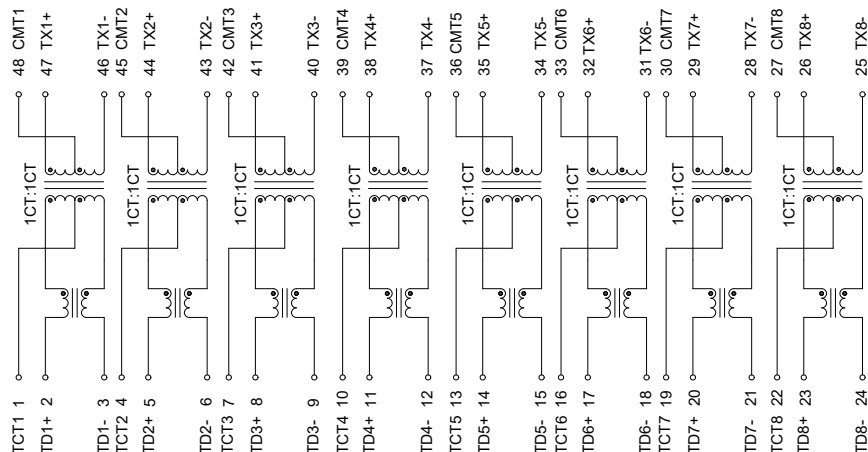 48 CMT1
47 TX1+
46 TX1-
45 CMT2
44 TX2+
43 TX2-
42 CMT3
41 TX3+
40 TX3-
39 CMT4
38 TX4+
37 TX4-
36 CMT5
35 TX5+
34 TX5-
33 CMT6
32 TX6+
31 TX6-
30 CMT7
29 TX7+
28 TX7-
27 CMT8
26 TX8+
25 TX8-
1CT:1CT
1CT:1CT
1CT:1CT
1CT:1CT
1CT:1CT
1CT:1CT
1CT:1CT
1CT:1CT
TCT1 1
TD1+ 2
TD1- 3
TCT2 4
TD2+ 5
TD2- 6
TCT3 7
TD3+ 8
TD3- 9
TCT4 10
TD4+ 11
TD4- 12
TCT5 13
TD5+ 14
TD5- 15
TCT6 16
TD6+ 17
TD6- 18
TCT7 19
TD7+ 20
TD7- 21
TCT8 22
TD8+ 23
TD8- 24